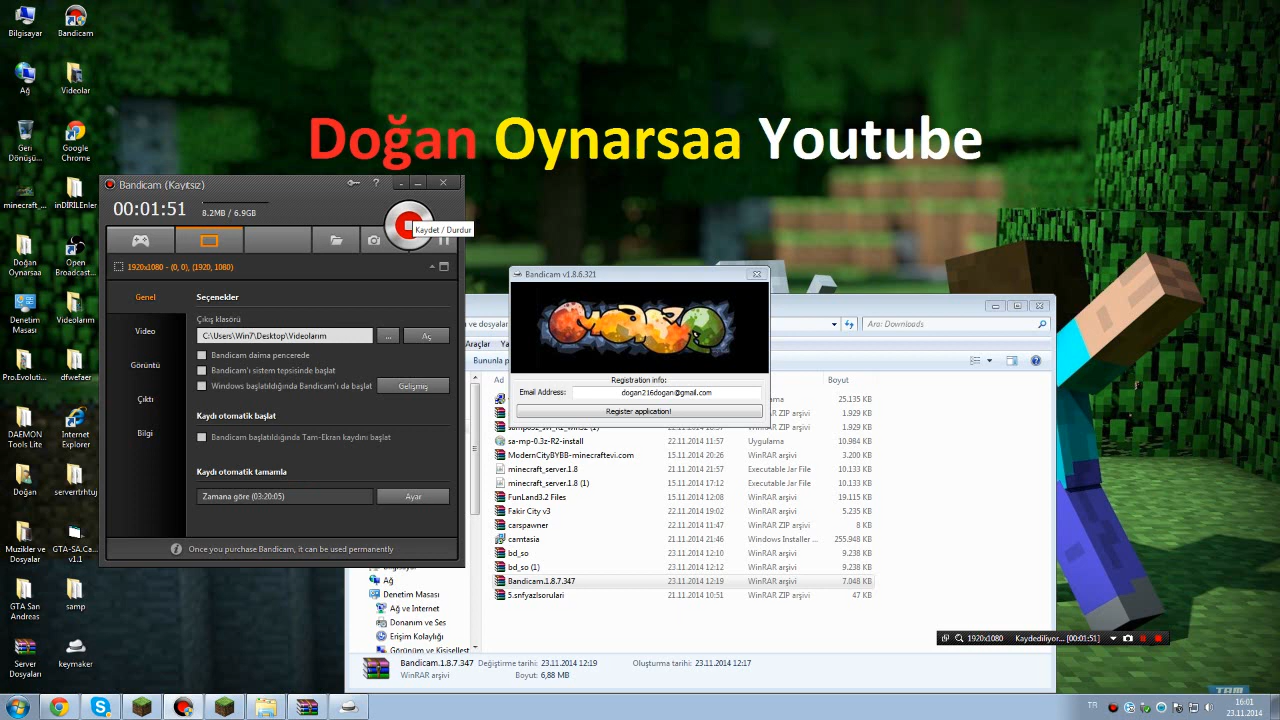 Doğan Oynarsaa Youtube
Bilgisayar
Bandicam
Ağ
Videolar
Geri
Dönüşü...
Google
Chrome
minecraft_...
inDİRİLEnler
Doğan
Oynarsaa
Open
Broadcast...
Denetim
Masası
Videolarım
Pro.Evoluti...
dfwefaer
DAEMON
Tools Lite
Internet
Explorer
Doğan
serverrtrhtuj
Muzikler ve
Dosyalar
GTA-SA.Ca...
v1.1
GTA San
Andreas
samp
Server
Dosyaları
keymaker
Bandicam (Kayıtsız)
?
00:01:51
8.2MB / 6.9GB
Kaydet / Durdur
1920x1080 - (0, 0), (1920, 1080)
Genel
Video
Görüntü
Çıktı
Bilgi
Seçenekler
Çıkış klasörü
C:\Users\Win7\Desktop\Videolarım
...
Aç
Bandicam daima pencerede
Bandicam'ı sistem tepsisinde başlat
Windows başlatıldığında Bandicam'ı da başlat
Gelişmiş
Kaydı otomatik başlat
Bandicam başlatıldığında Tam-Ekran kaydını başlat
Kaydı otomatik tamamla
Zamana göre (03:20:05)
Ayar
Once you purchase Bandicam, it can be used permanently
Bandicam v1.8.6.321
Registration info:
Email Address:
dogan216dogan@gmail.com
Register application!
Ara: Downloads
Araçlar
Ad
Boyut
25.135 KB
1.929 KB
1.929 KB
sa-mp-0.3z-R2-install 22.11.2014 11:57 Uygulama 10.984 KB
ModernCityBYBB-minecraftevi.com 15.11.2014 20:26 WinRAR arşivi 3.200 KB
minecraft_server.1.8 23.11.2014 14:57 Executable Jar File 10.133 KB
minecraft_server.1.8 (1) 15.11.2014 17:12 Executable Jar File 10.133 KB
FunLand3.2 Files 15.11.2014 12:08 WinRAR arşivi 19.115 KB
Fakir City v3 22.11.2014 19:02 WinRAR arşivi 5.235 KB
carspawner 22.11.2014 11:47 WinRAR ZIP arşivi 8 KB
camtasia 21.11.2014 21:46 Windows Installer ... 255.948 KB
bd_so 23.11.2014 12:10 WinRAR arşivi 9.238 KB
bd_so (1) 23.11.2014 12:12 WinRAR arşivi 9.238 KB
Bandicam.1.8.7.347 23.11.2014 12:19 WinRAR arşivi 7.048 KB
5.snfyazlsorulari 21.11.2014 10:51 WinRAR ZIP arşivi 47 KB
Ağ
Denetim Masası
Ağ ve Internet
Donanım ve Ses
Erişim Kolaylığı
Görünüm ve Kişisellest
Bandicam.1.8.7.347 Değiştirme tarihi: 23.11.2014 12:19 Oluşturma tarihi: 23.11.2014 12:17
WinRAR arşivi Boyut: 6,88 MB
1920x1080 Kaydediliyor... [00:01:51]
TR
16:01
23.11.2014